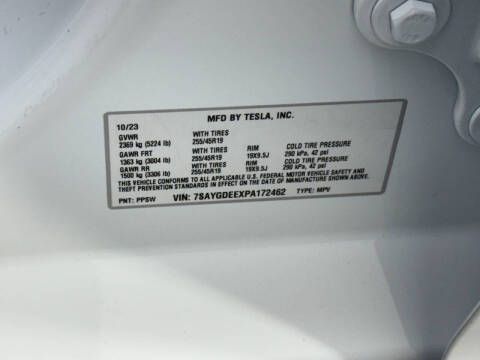 MFD BY TESLA, INC.
10/23
GVWR WITH TIRES
2369 kg (5224 lb) 255/45R19
GAWR FRT WITH TIRES RIM COLD TIRE PRESSURE
1363 kg (3004 lb) 255/45R19 19X9.5J 290 kPa, 42 psi
GAWR RR WITH TIRES RIM COLD TIRE PRESSURE
1500 kg (3306 lb) 255/45R19 19X9.5J 290 kPa, 42 psi
THIS VEHICLE CONFORMS TO ALL APPLICABLE U.S. FEDERAL MOTOR VEHICLE SAFETY AND
THEFT PREVENTION STANDARDS IN EFFECT ON THE DATE OF MANUFACTURE SHOWN ABOVE.
PNT: PPSW VIN: 7SAYGDEEXPA172462 TYPE: MPV